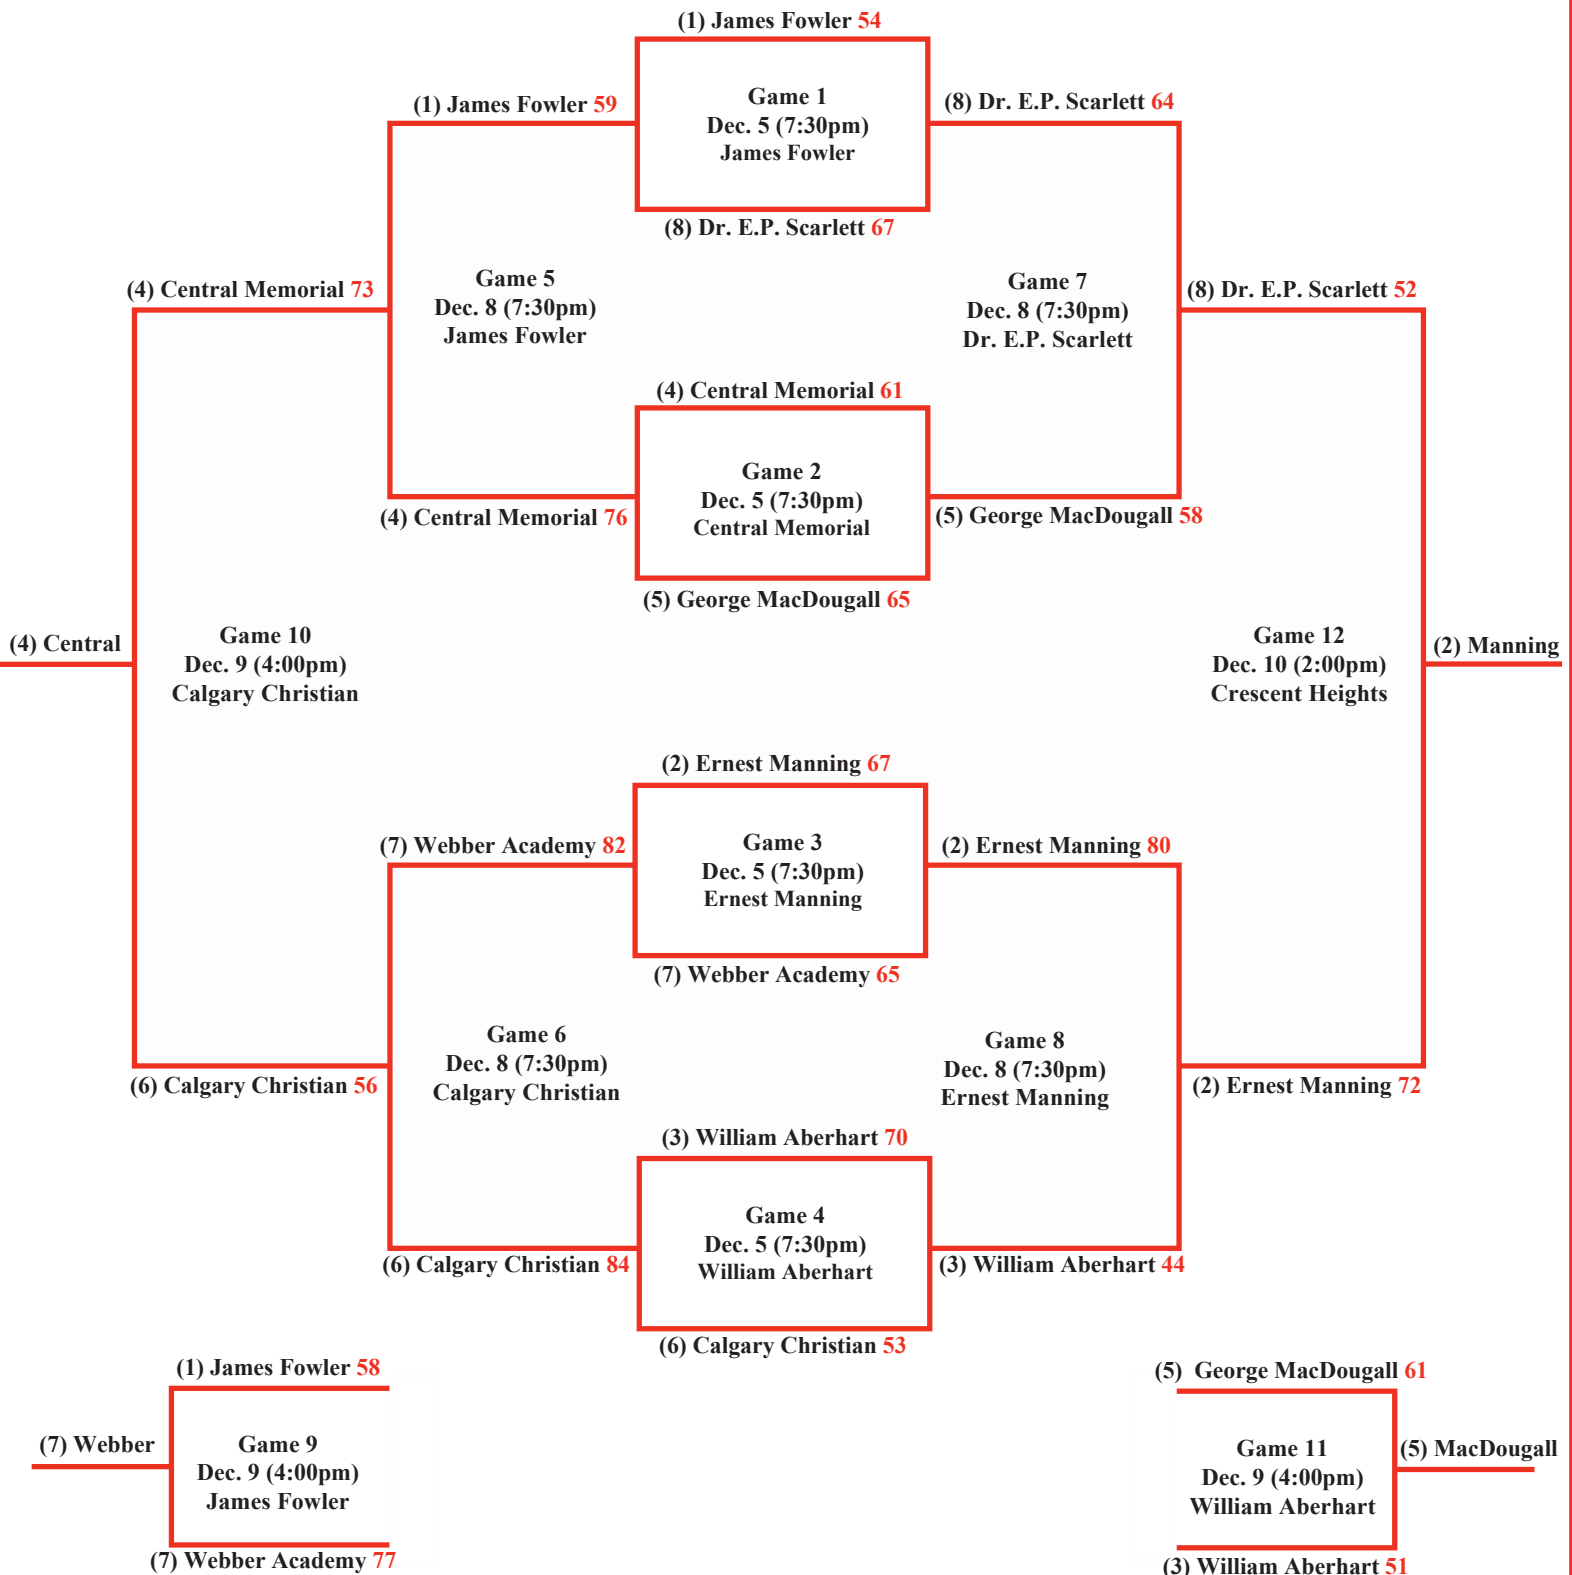 (1) James Fowler 54
(1) James Fowler 59
Game 1
Dec. 5 (7:30pm)
James Fowler
(8) Dr. E.P. Scarlett 64
(8) Dr. E.P. Scarlett 67
(4) Central Memorial 73
Game 5
Dec. 8 (7:30pm)
James Fowler
Game 7
Dec. 8 (7:30pm)
Dr. E.P. Scarlett
(8) Dr. E.P. Scarlett 52
(4) Central Memorial 61
(4) Central Memorial 76
Game 2
Dec. 5 (7:30pm)
Central Memorial
(5) George MacDougall 58
(5) George MacDougall 65
(4) Central
Game 10
Dec. 9 (4:00pm)
Calgary Christian
Game 12
Dec. 10 (2:00pm)
Crescent Heights
(2) Manning
(2) Ernest Manning 67
(7) Webber Academy 82
Game 3
Dec. 5 (7:30pm)
Ernest Manning
(2) Ernest Manning 80
(7) Webber Academy 65
Game 6
Dec. 8 (7:30pm)
Calgary Christian
Game 8
Dec. 8 (7:30pm)
Ernest Manning
(6) Calgary Christian 56
(2) Ernest Manning 72
(3) William Aberhart 70
(6) Calgary Christian 84
Game 4
Dec. 5 (7:30pm)
William Aberhart
(3) William Aberhart 44
(6) Calgary Christian 53
(1) James Fowler 58
(7) Webber
Game 9
Dec. 9 (4:00pm)
James Fowler
(7) Webber Academy 77
(5) George MacDougall 61
Game 11
Dec. 9 (4:00pm)
William Aberhart
(5) MacDougall
(3) William Aberhart 51